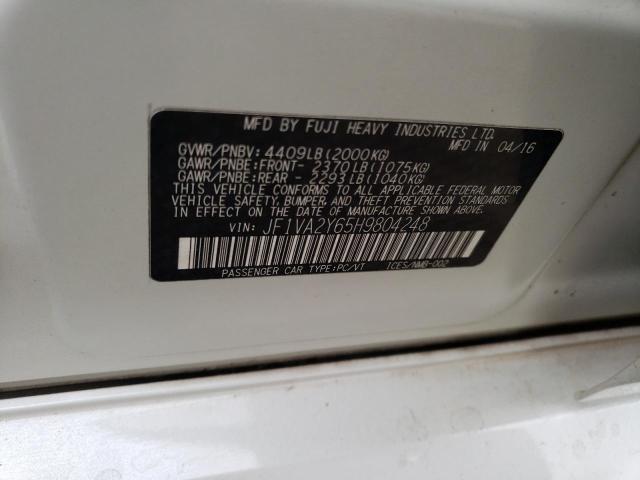 MFD BY FUJI HEAVY INDUSTRIES LTD.
GVWR/PNBV: 4409LB(2000KG) MFD IN 04/16
GAWR/PNBE:FRONT- 2370LB(1075KG)
GAWR/PNBE:REAR - 2293LB(1040KG)
THIS VEHICLE CONFORMS TO ALL APPLICABLE FEDERAL MOTOR
VEHICLE SAFETY, BUMPER AND THEFT PREVENTION STANDARDS
IN EFFECT ON THE DATE OF MANUFACTURE SHOWN ABOVE.
VIN: JF1VA2Y65H9804248
PASSENGER CAR TYPE:PC/VT ICES/NMB-002